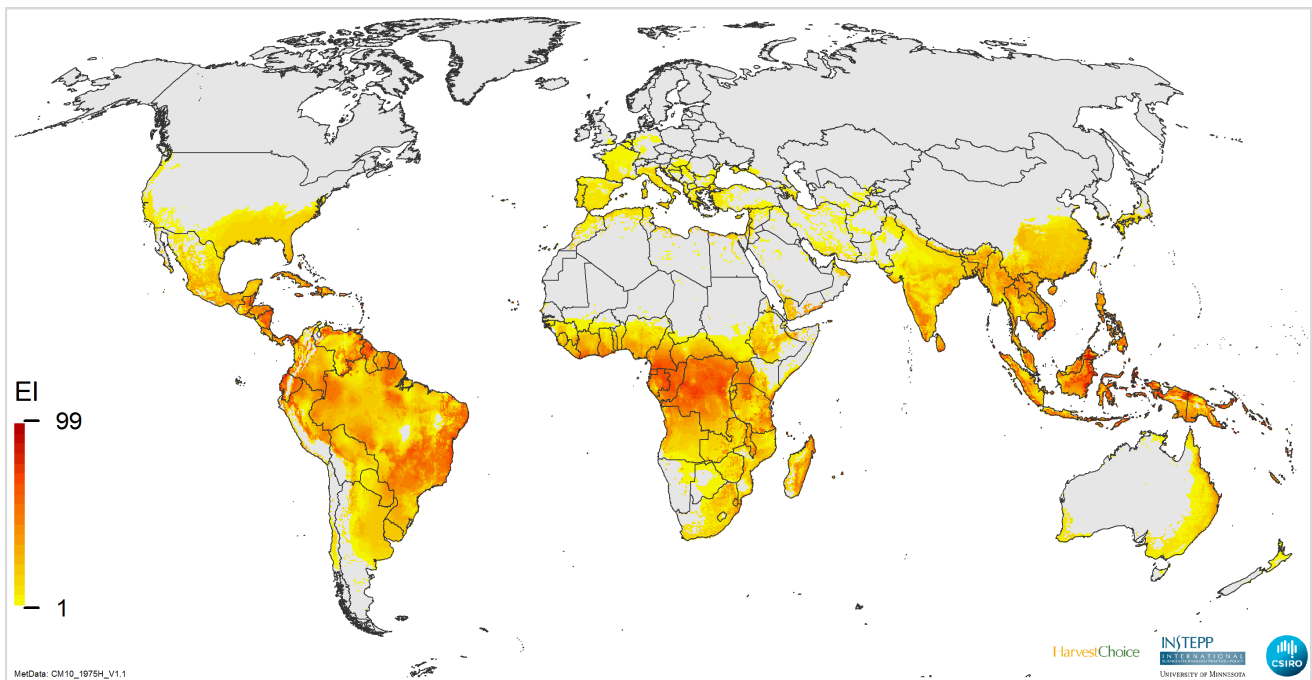 EI
99
1
MetData: CM10_1975H_V1.1
HarvestChoice
INSTEPP
INTERNATIONAL
UNIVERSITY OF MINNESOTA
CSIRO